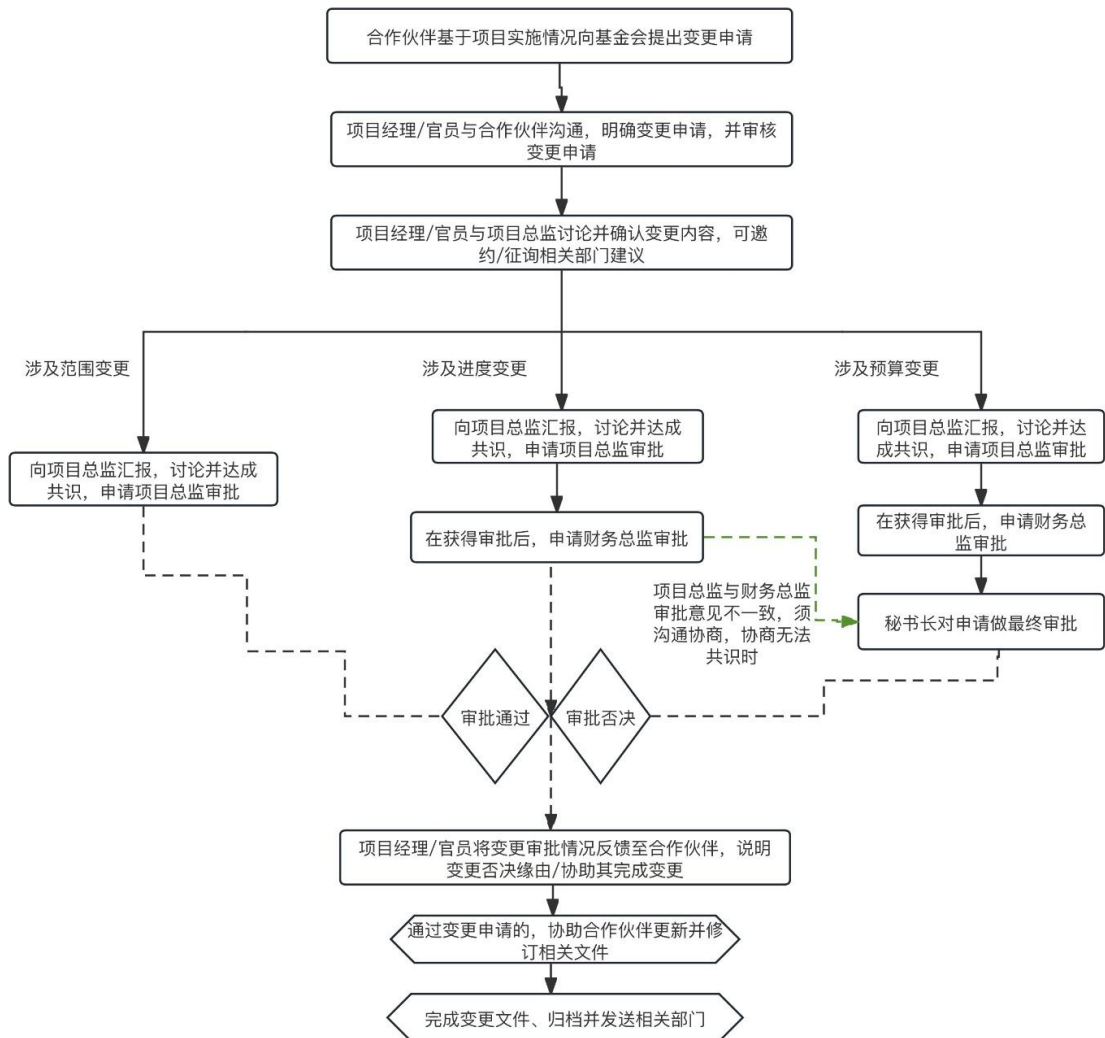 合作伙伴基于项目实施情况向基金会提出变更申请
项目经理/官员与合作伙伴沟通，明确变更申请，并审核
变更申请
项目经理/官员与项目总监讨论并确认变更内容，可邀
约/征询相关部门建议
涉及范围变更
涉及进度变更
涉及预算变更
向项目总监汇报，讨论并达成
共识，申请项目总监审批
向项目总监汇报，讨论并达成
共识，申请项目总监审批
向项目总监汇报，讨论并达
成共识，申请项目总监审批
在获得审批后，申请财务总监审批
在获得审批后，申请财务总
监审批
项目总监与财务总监
审批意见不一致，须
沟通协商，协商无法
共识时
秘书长对申请做最终审批
审批通过
审批否决
项目经理/官员将变更审批情况反馈至合作伙伴，说明
变更否决缘由/协助其完成变更
通过变更申请的，协助合作伙伴更新并修
订相关文件
完成变更文件、归档并发送相关部门